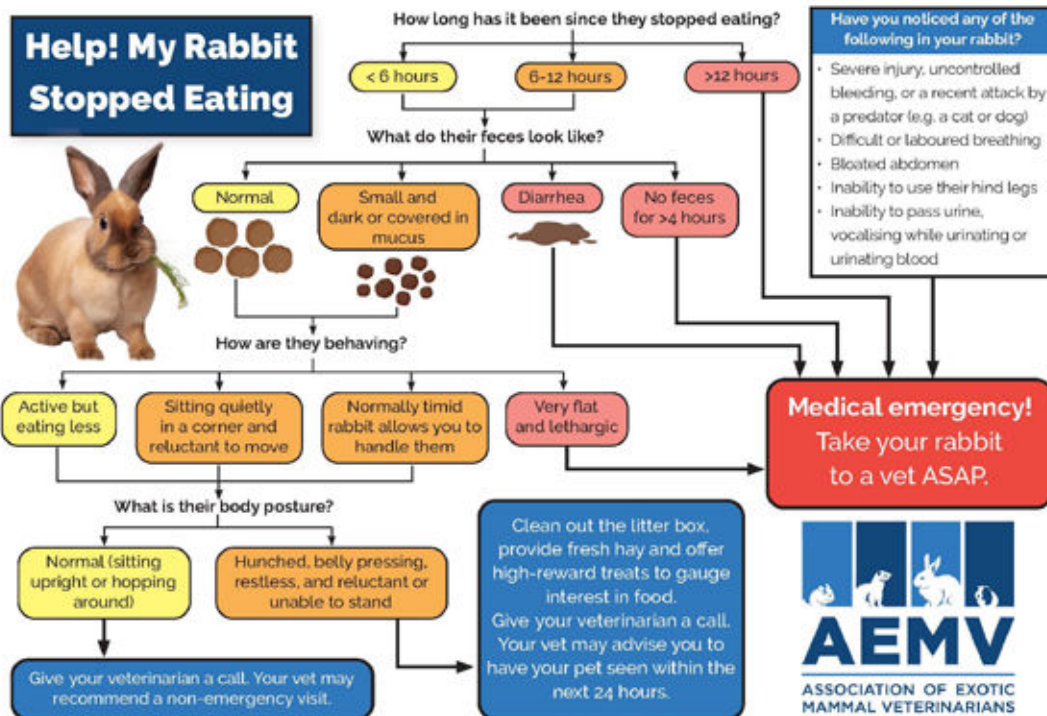 Help! My Rabbit
Stopped Eating
How long has it been since they stopped eating?
< 6 hours
6-12 hours
>12 hours
Have you noticed any of the
following in your rabbit?
• Severe injury, uncontrolled
bleeding, or a recent attack by
a predator (e.g. a cat or dog)
• Difficult or laboured breathing
• Bloated abdomen
• Inability to use their hind legs
• Inability to pass urine,
vocalising while urinating or
urinating blood
What do their feces look like?
Normal
Small and
dark or covered in
mucus
Diarrhea
No feces
for >4 hours
How are they behaving?
Active but
eating less
Sitting quietly
in a corner and
reluctant to move
Normally timid
rabbit allows you to
handle them
Very flat
and lethargic
Medical emergency!
Take your rabbit
to a vet ASAP.
What is their body posture?
Normal (sitting
upright or hopping
around)
Hunched, belly pressing,
restless, and reluctant or
unable to stand
Give your veterinarian a call. Your vet may
recommend a non-emergency visit.
Clean out the litter box,
provide fresh hay and offer
high-reward treats to gauge
interest in food.
Give your veterinarian a call.
Your vet may advise you to
have your pet seen within the
next 24 hours.
AEMV
ASSOCIATION OF EXOTIC
MAMMAL VETERINARIANS